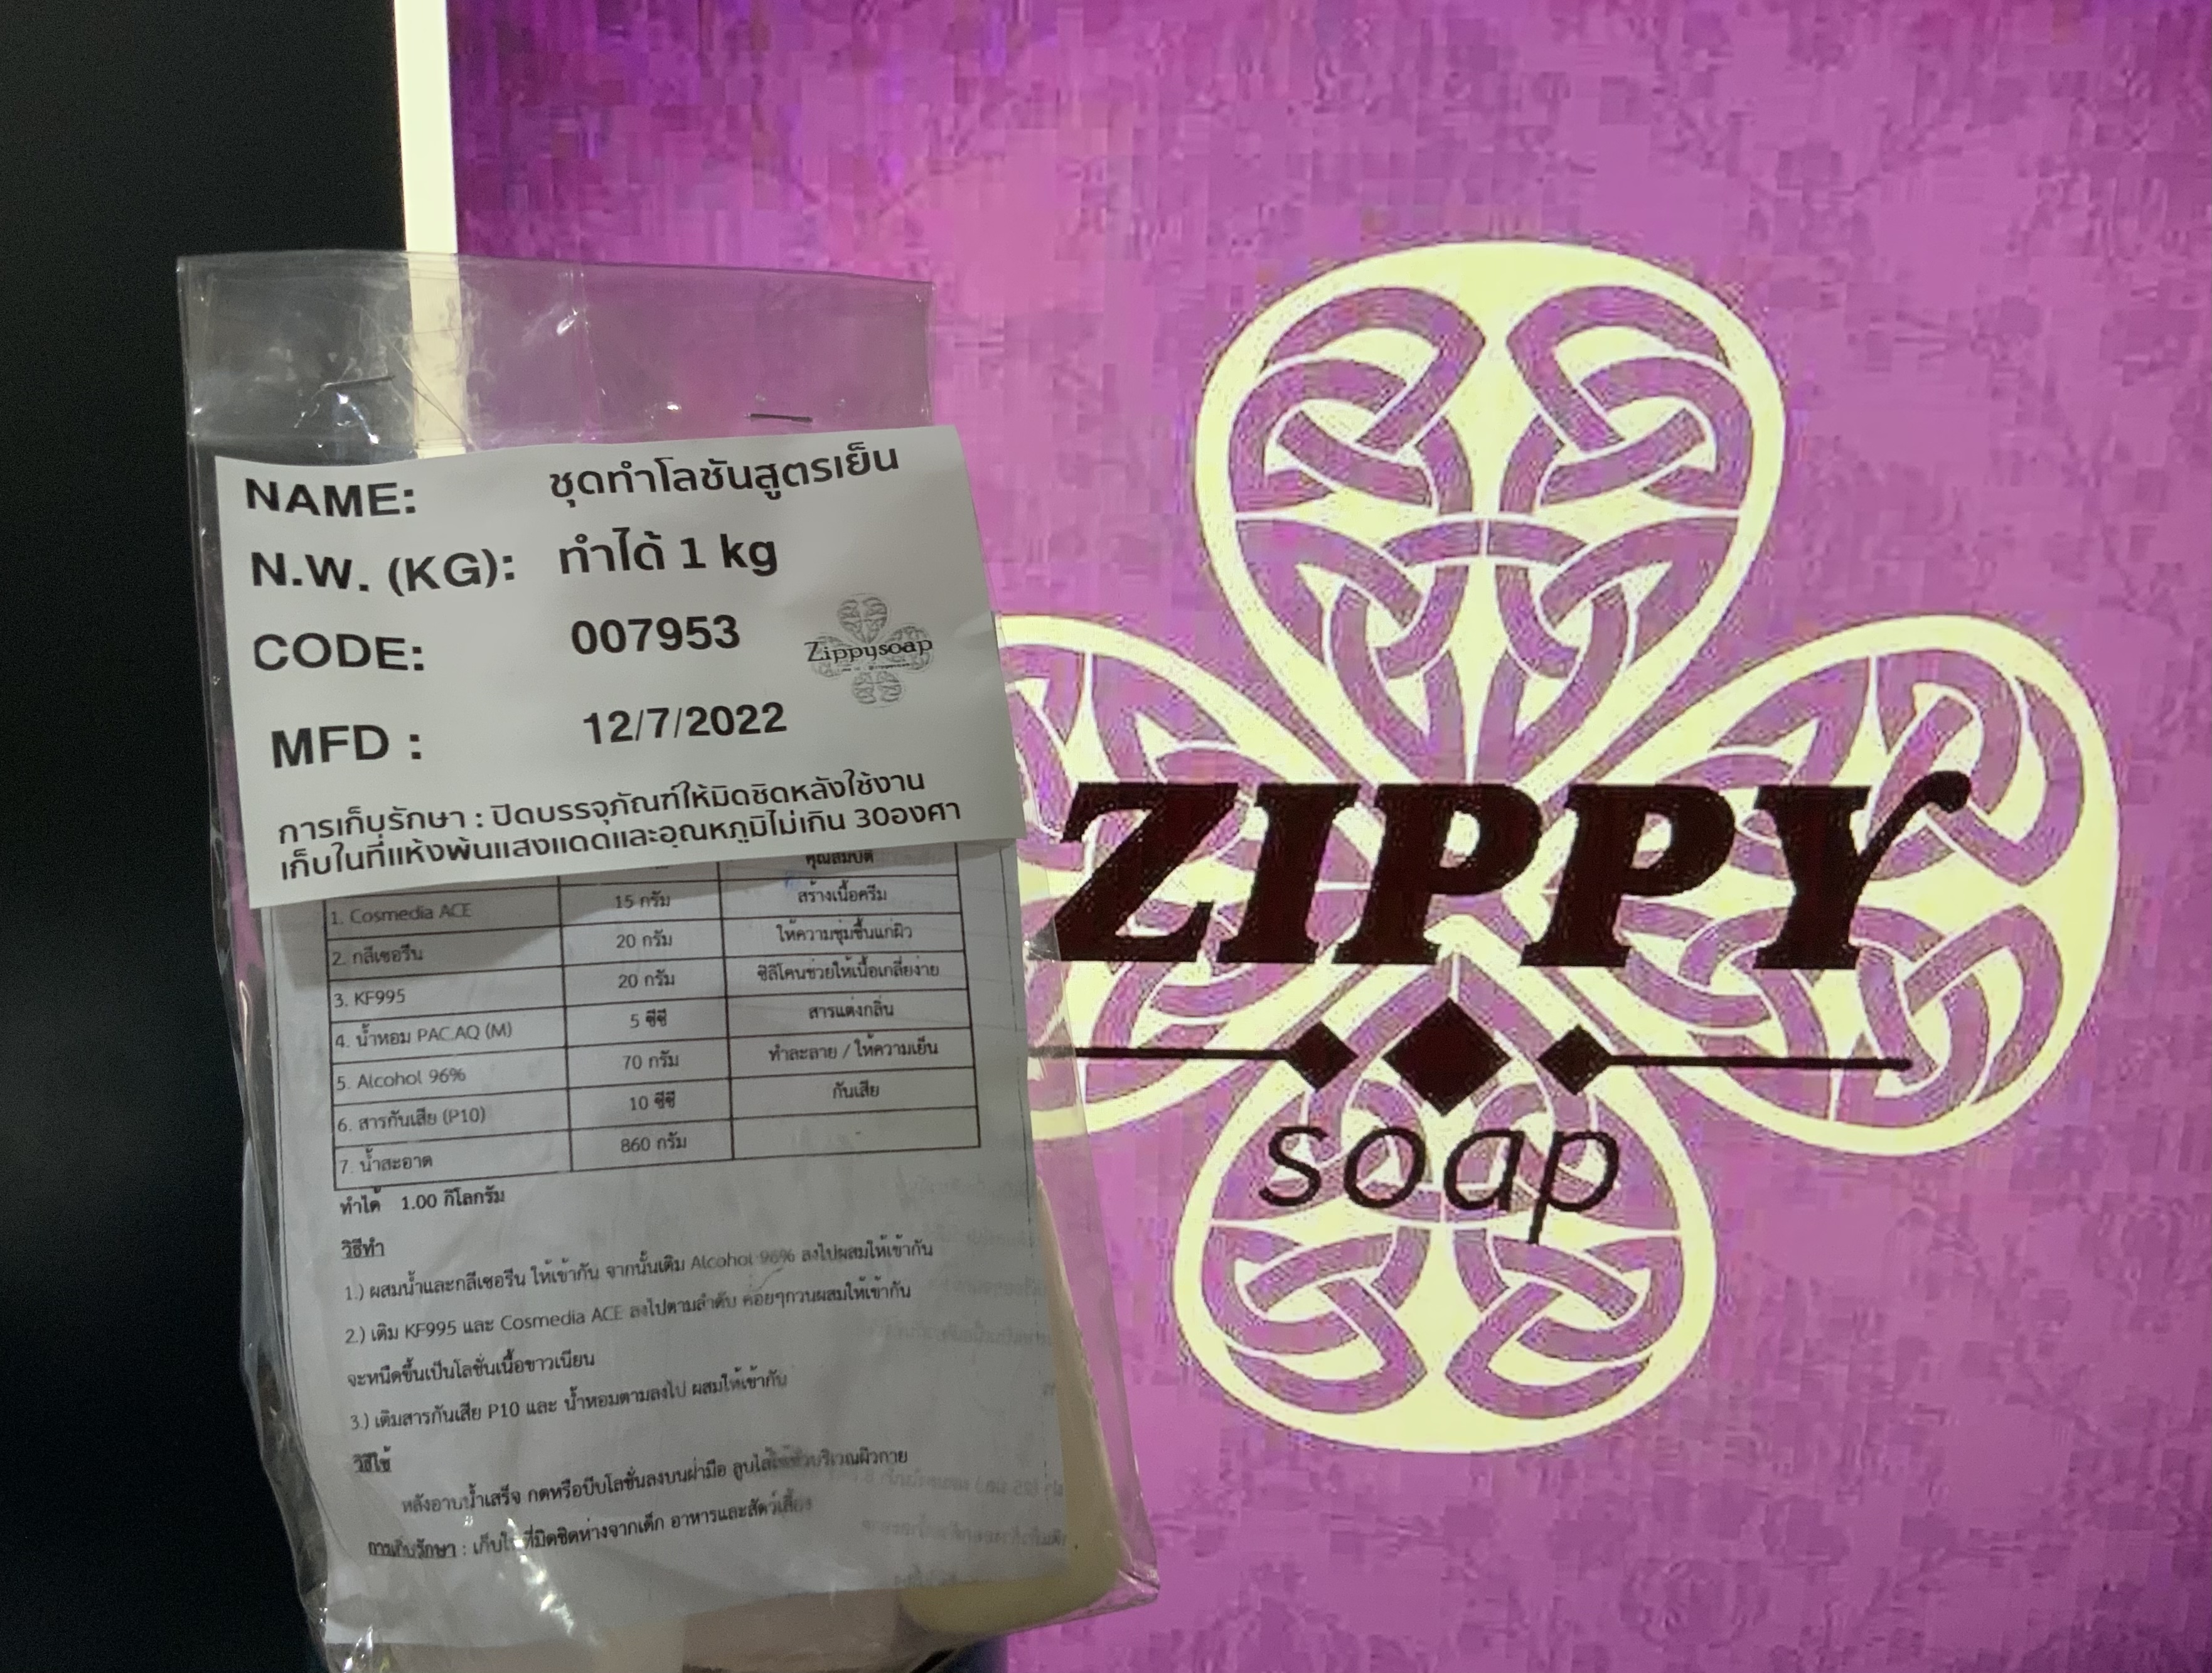 NAME: ชุดทำโลชันสูตรเย็น
N.W. (KG): ทำได้ 1 kg
CODE: 007953
Zippysoap
MFD : 12/7/2022
การเก็บรักษา : ปิดบรรจุภัณฑ์ให้มิดชิดหลังใช้งาน
เก็บในที่แห้งพ้นแสงแดดและอุณหภูมิไม่เกิน 30องศา
คุณสมบัติ
1. Cosmedia ACE 15 กรัม สร้างเนื้อครีม
2. กลีเซอรีน 20 กรัม ให้ความชุ่มชื้นแก่ผิว
3. KF995 20 กรัม ซิลิโคนช่วยให้เนื้อเกลี่ยง่าย
4. น้ำหอม PAC.AQ (M) 5 ซีซี สารแต่งกลิ่น
5. Alcohol 96% 70 กรัม ทำละลาย / ให้ความเย็น
6. สารกันเสีย (P10) 10 ซีซี กันเสีย
7. น้ำสะอาด 860 กรัม
ทำได้ 1.00 กิโลกรัม
วิธีทำ
1.) ผสมน้ำและกลีเซอรีน ให้เข้ากัน จากนั้นเติม Alcohol 96% ลงไปผสมให้เข้ากัน
2.) เติม KF995 และ Cosmedia ACE ลงไปตามลำดับ ค่อยๆกวนผสมให้เข้ากัน
จะหนืดขึ้นเป็นโลชั่นเนื้อขาวเนียน
3.) เติมสารกันเสีย P10 และ น้ำหอมตามลงไป ผสมให้เข้ากัน
วิธีใช้
หลังอาบน้ำเสร็จ กดหรือบีบโลชั่นลงบนฝ่ามือ ลูบไล้ บริเวณผิวกาย
การเก็บรักษา : เก็บในที่มิดชิดห่างจากเด็ก อาหารและสัตว์เลี้ยง
ZIPPY
soap